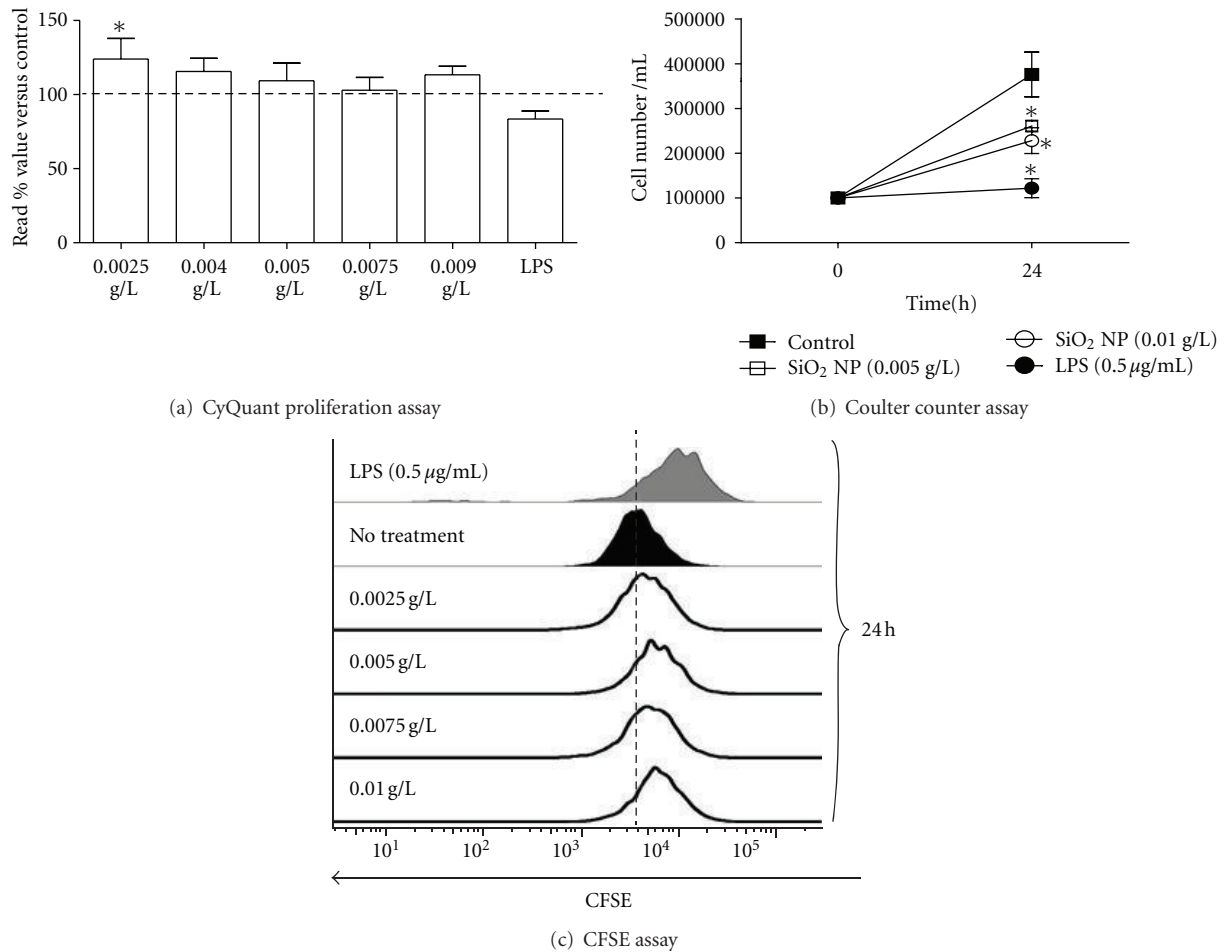 150
100
50
0
Read % value versus control
*
0.0025
g/L
0.004
g/L
0.005
g/L
0.0075
g/L
0.009
g/L
LPS
(a) CyQuant proliferation assay
500000
400000
300000
200000
100000
0
Cell number /mL
*
*
*
0
24
Time(h)
Control
SiO₂ NP (0.005 g/L)
SiO₂ NP (0.01 g/L)
LPS (0.5 µg/mL)
(b) Coulter counter assay
LPS (0.5 µg/mL)
No treatment
0.0025 g/L
0.005 g/L
0.0075 g/L
0.01 g/L
24 h
10¹ 10² 10³ 10⁴ 10⁵
CFSE
(c) CFSE assay